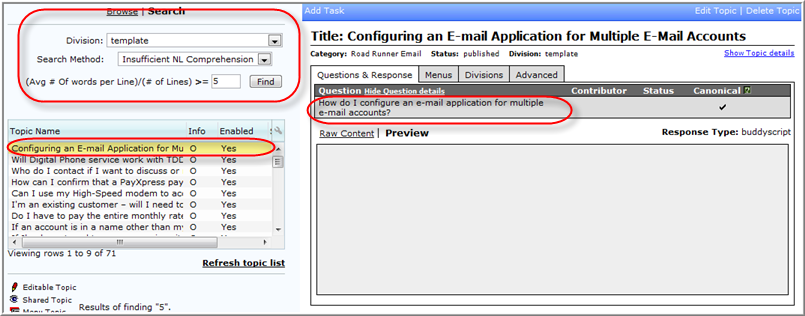 Browse | Search
Division: template
Search Method: Insufficient NL Comprehension
(Avg # Of words per Line)/(# of Lines) >= 5 Find
Topic Name Info Enabled
Configuring an E-mail Application for Mu O Yes
Will Digital Phone service work with TDD O Yes
Who do I contact if I want to discuss or O Yes
How can I confirm that a PayXpress pay O Yes
Can I use my High-Speed modem to ac O Yes
I'm an existing customer – will I need to O Yes
Do I have to pay the entire monthly rate O Yes
If an account is in a name other than my O Yes
Viewing rows 1 to 9 of 71
Refresh topic list
Editable Topic
Shared Topic
Menu Topic
Results of finding "5".
Add Task Edit Topic | Delete Topic
Title: Configuring an E-mail Application for Multiple E-Mail Accounts
Category: Road Runner Email Status: published Division: template Show Topic details
Questions & Response Menus Divisions Advanced
Question Hide Question details Contributor Status Canonical ?
How do I configure an e-mail application for multiple
e-mail accounts?
Raw Content | Preview Response Type: buddyscript